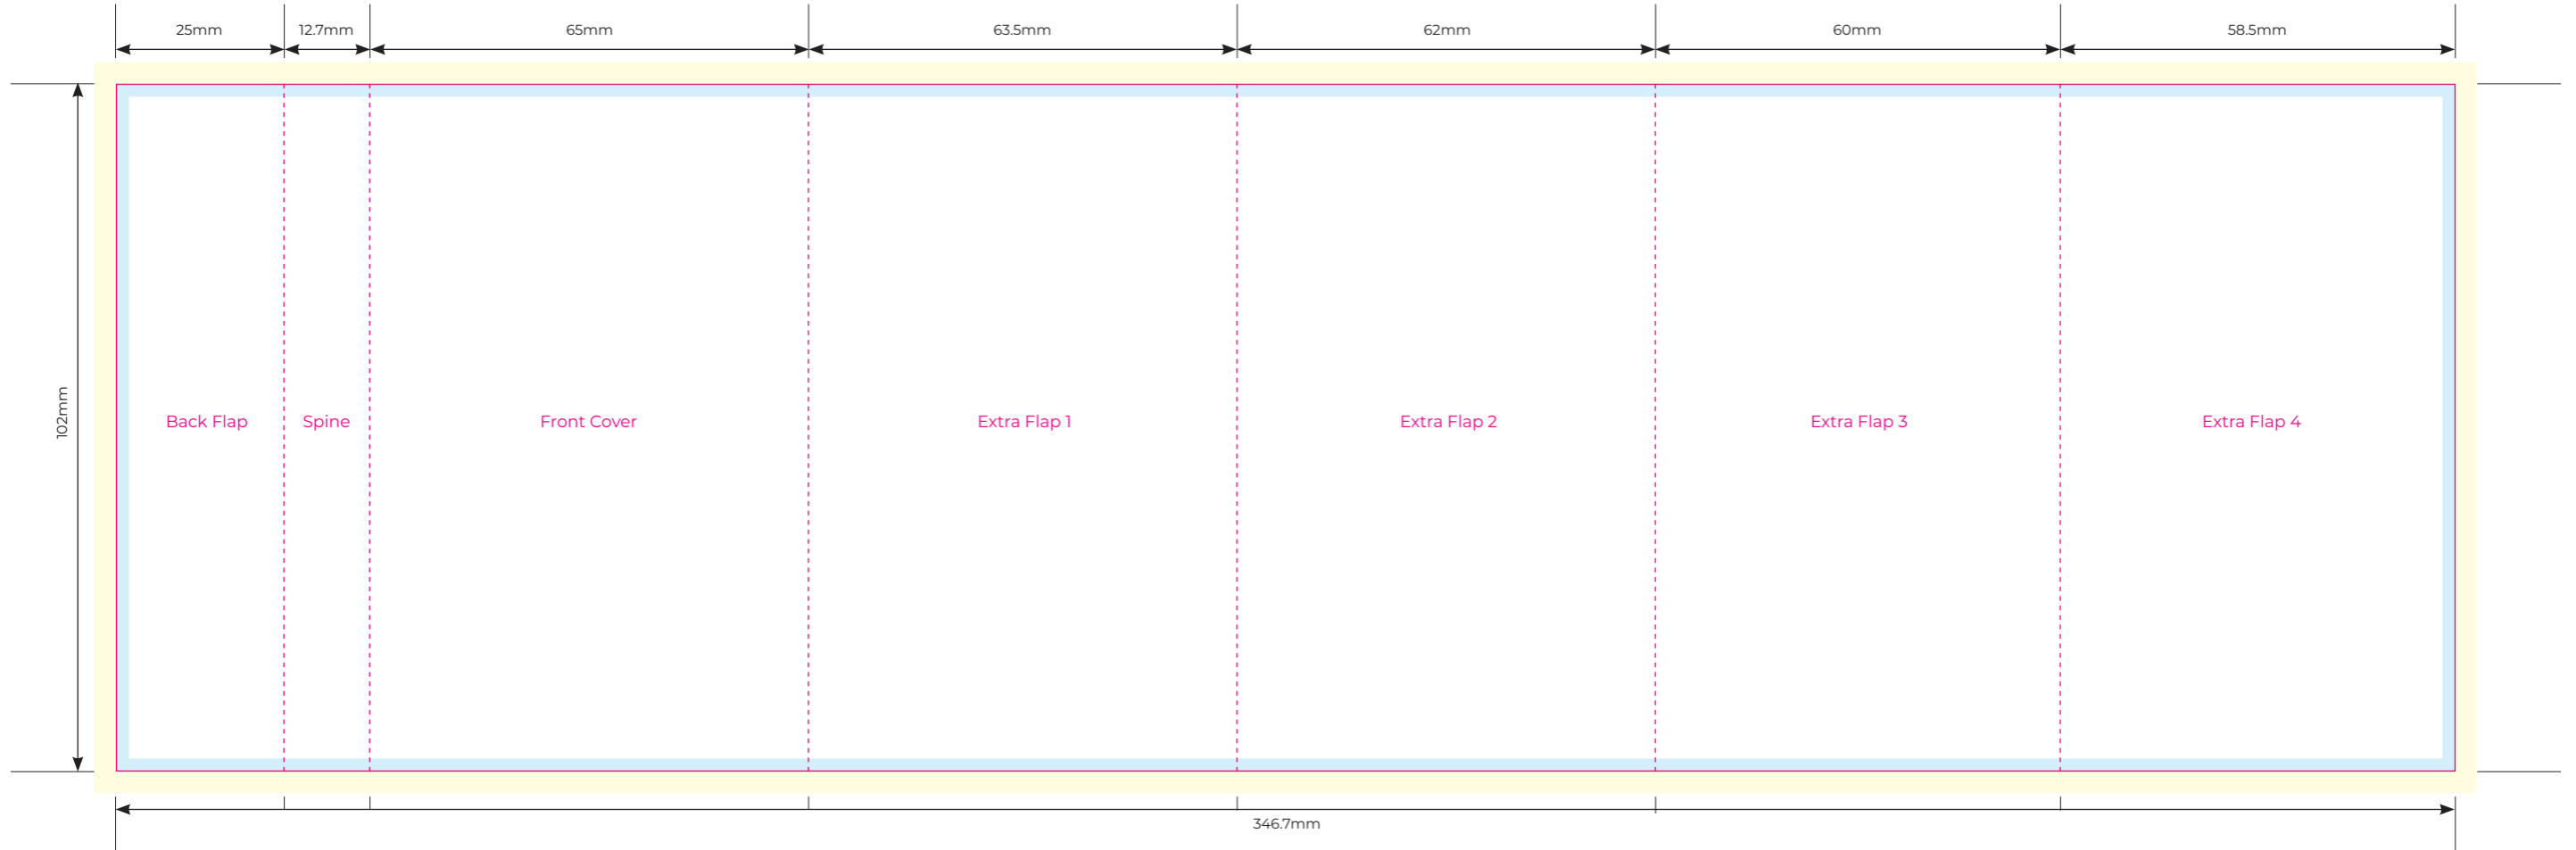 25mm
12.7mm
65mm
63.5mm
62mm
60mm
58.5mm
102mm
Back Flap
Spine
Front Cover
Extra Flap 1
Extra Flap 2
Extra Flap 3
Extra Flap 4
346.7mm